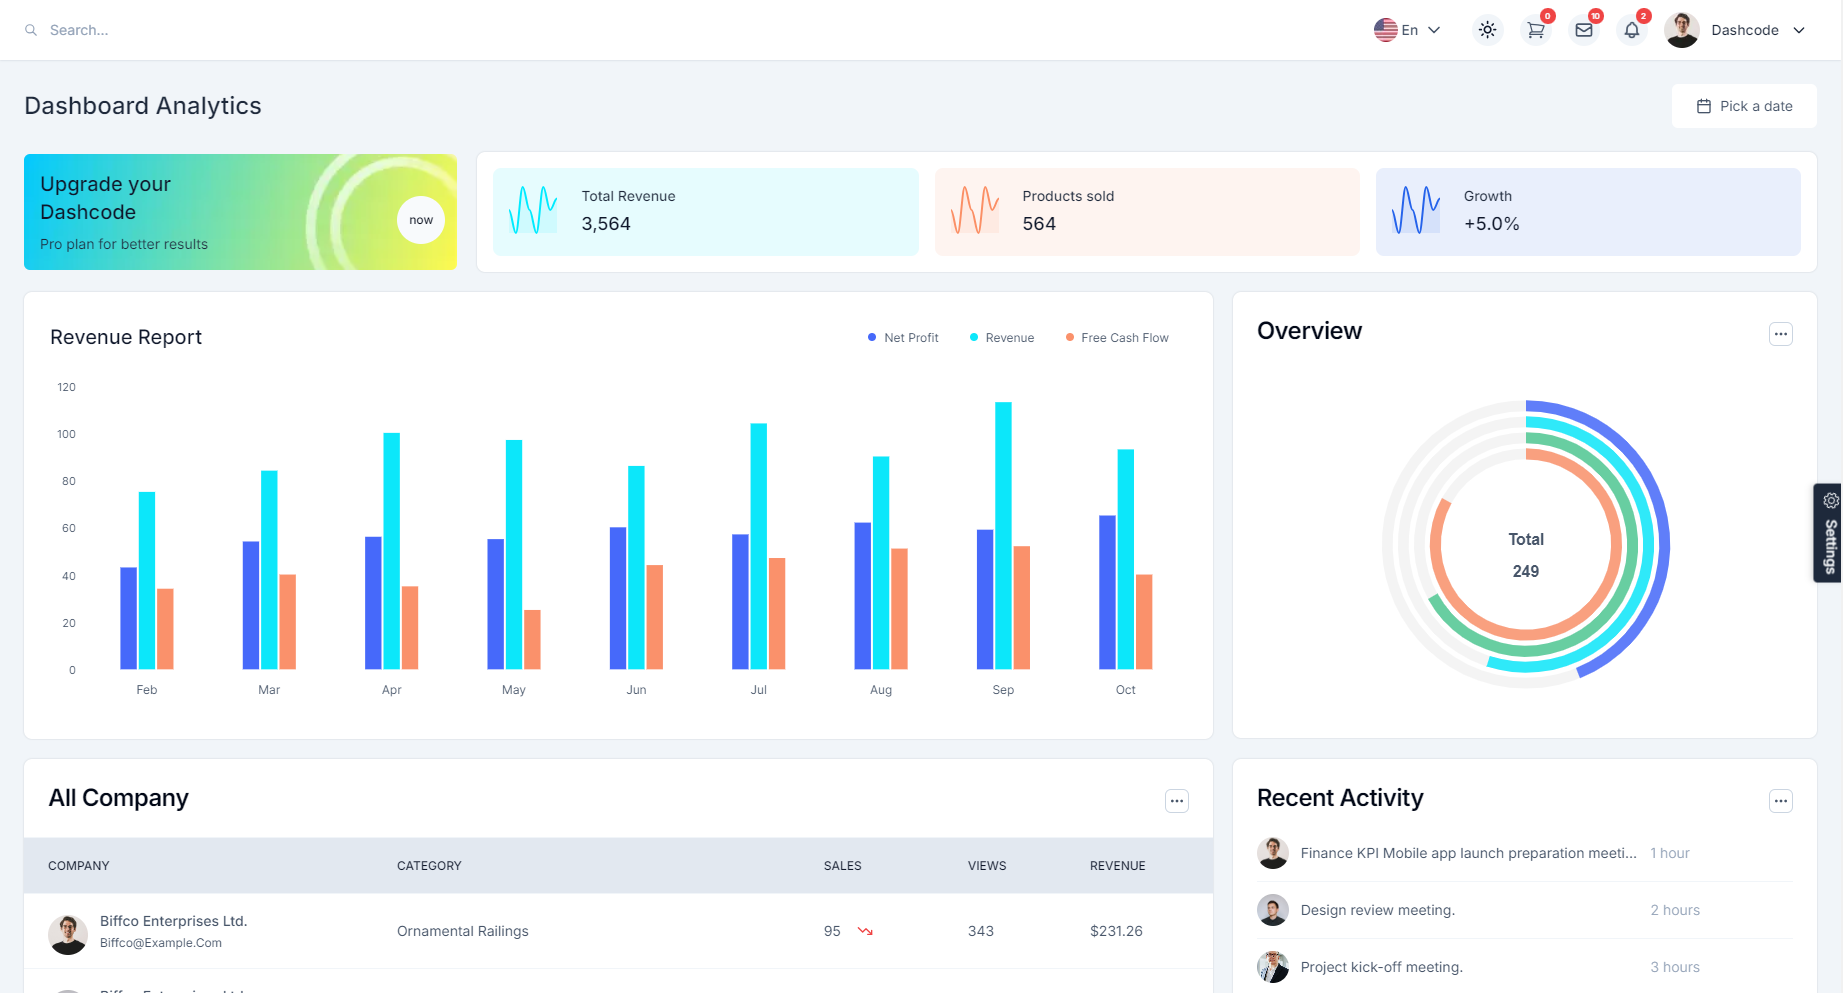 Search...
En
0
10
2
Dashcode
Dashboard Analytics
Pick a date
Upgrade your
Dashcode
Pro plan for better results
now
Total Revenue
3,564
Products sold
564
Growth
+5.0%
Revenue Report
Net Profit
Revenue
Free Cash Flow
120
100
80
60
40
20
0
Feb
Mar
Apr
May
Jun
Jul
Aug
Sep
Oct
Overview
Total
249
Settings
All Company
COMPANY
CATEGORY
SALES
VIEWS
REVENUE
Biffco Enterprises Ltd.
Biffco@Example.Com
Ornamental Railings
95
343
$231.26
Recent Activity
Finance KPI Mobile app launch preparation meeti...
1 hour
Design review meeting.
2 hours
Project kick-off meeting.
3 hours